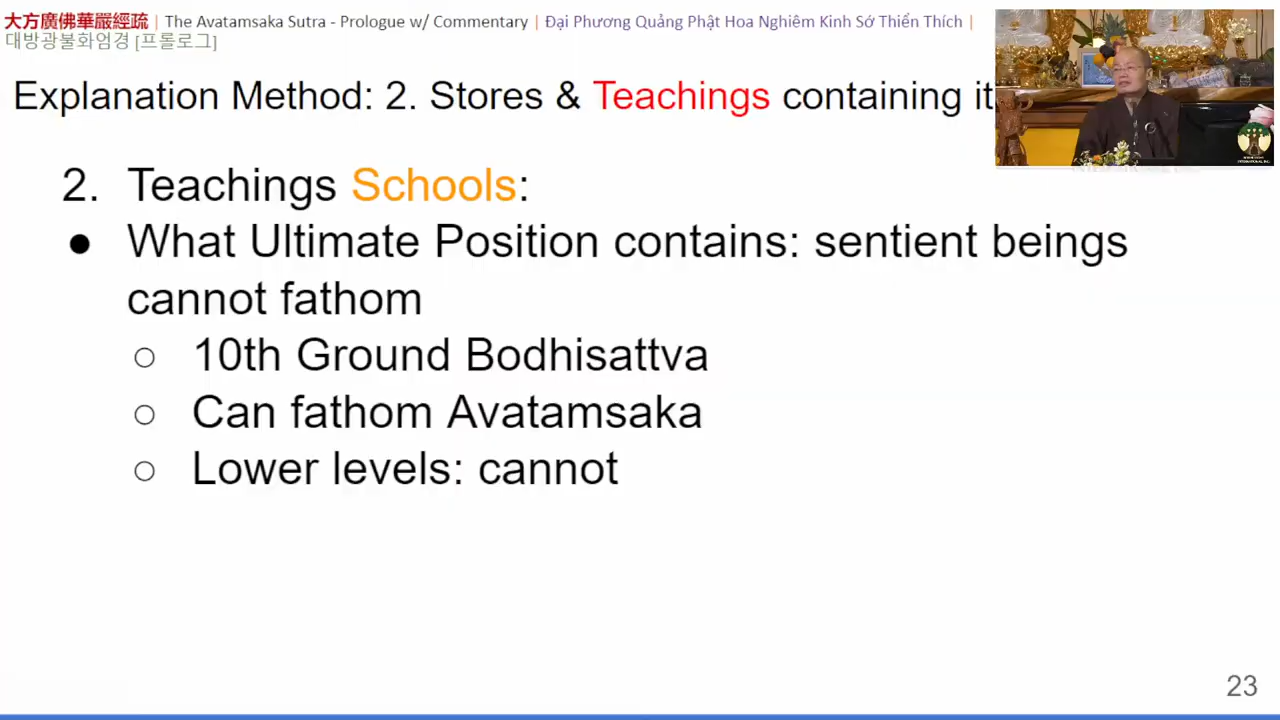 大方廣佛華嚴經疏 | The Avatamsaka Sutra - Prologue w/ Commentary | Đại Phương Quảng Phật Hoa Nghiêm Kinh Sớ Thiển Thích |
대방광불화엄경 [프롤로그]
Explanation Method: 2. Stores & Teachings containing it
2. Teachings Schools:
● What Ultimate Position contains: sentient beings
cannot fathom
○ 10th Ground Bodhisattva
○ Can fathom Avatamsaka
○ Lower levels: cannot
23